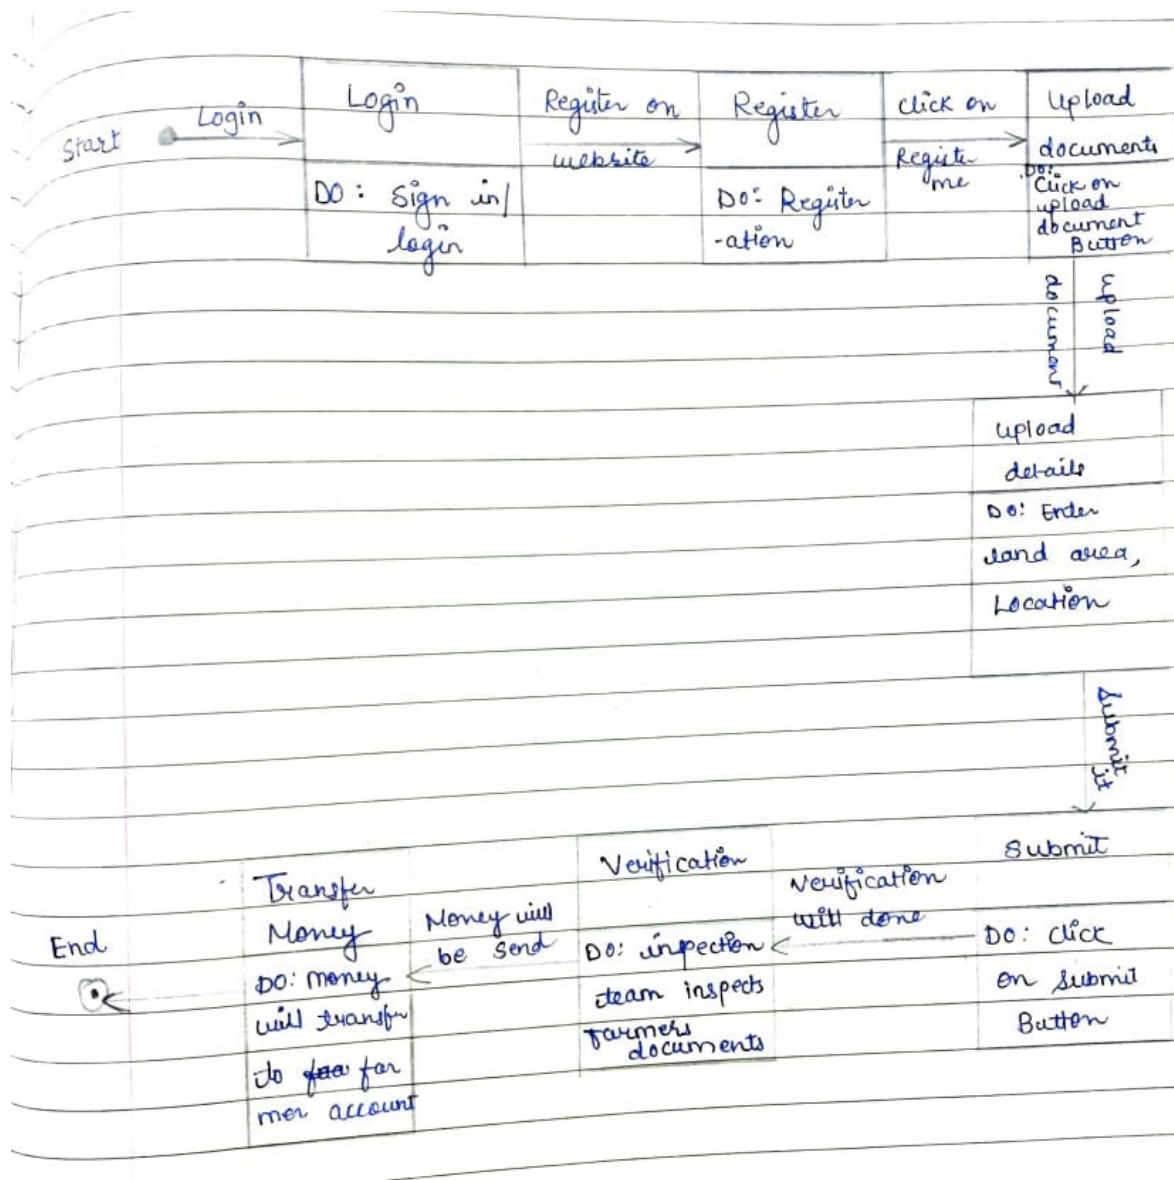 Start
Login
Login
DO: Sign in/
login
Register on
website
Register
DO: Register
-ation
click on
Register
me
Upload
documents
DO:
Click on
upload
document
Button
upload
document
upload
details
DO: Enter
land area,
Location
Submit
it
Submit
DO: Click
on submit
Button
Verification
will done
Verification
DO: inspection
team inspects
farmers
documents
Money will
be send
Transfer
Money
DO: money
will transfer
to far
mer account
End